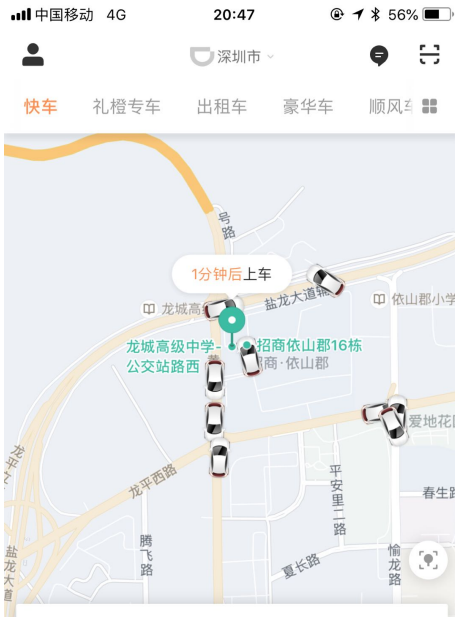 中国移动 4G 20:47 56%
深圳市
快车 礼橙专车 出租车 豪华车 顺风车
号路
1分钟后上车
盐龙大道辅
龙城高
依山郡小学
龙城高级中学-
公交站路西
招商依山郡16栋
商·依山郡
爱地花
龙平西路
龙平
平安里二路
春生
腾飞路
盐龙大道
夏长路
愉龙路